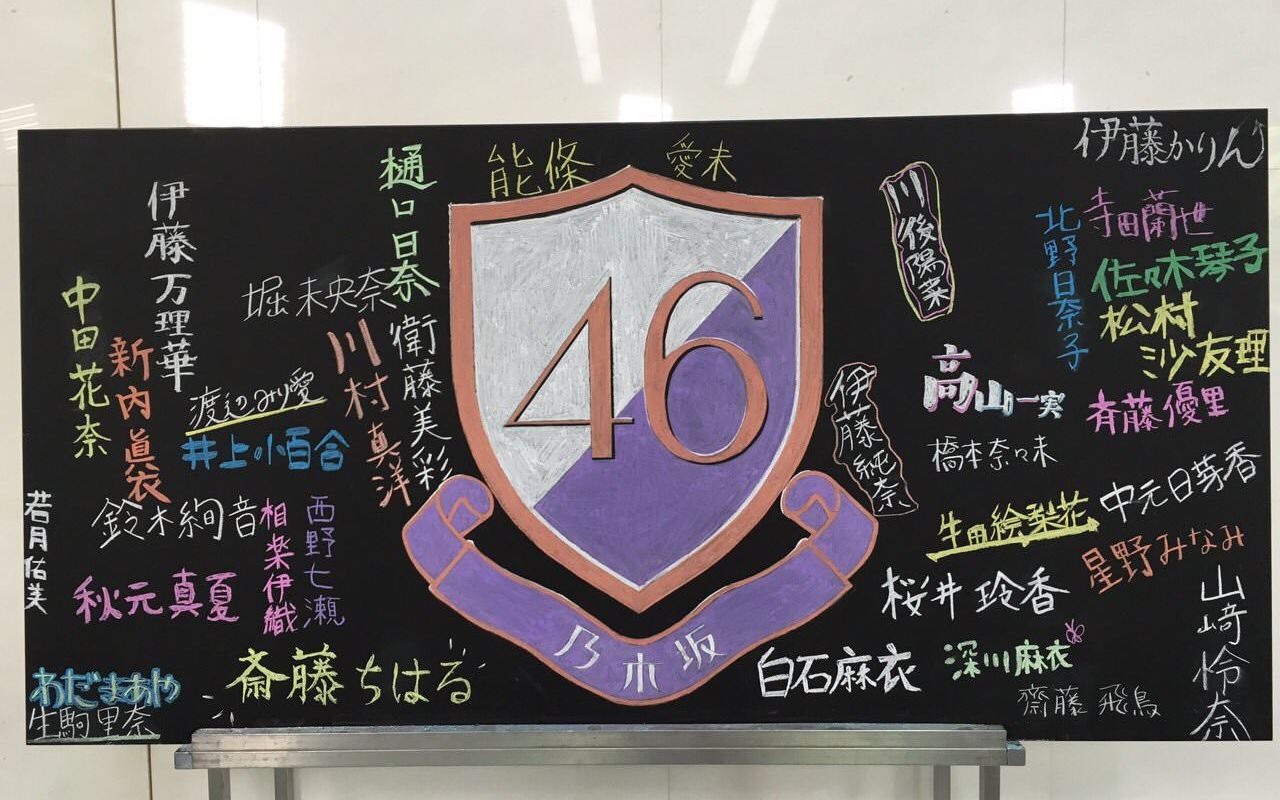 能條 愛未
樋口日奈
伊藤万理華
中田花奈
新内眞衣
堀未央奈
川村真洋
衛藤美彩
渡辺みり愛
井上小百合
若月佑美
鈴木絢音
相楽伊織
西野七瀬
秋元真夏
斎藤ちはる
わだまあや
生駒里奈
46
乃木坂
川後陽菜
伊藤かりん
寺田蘭世
北野日奈子
佐々木琴子
松村
沙友理
高山一実
斉藤優里
伊藤純奈
橋本奈々未
中元日芽香
生田絵梨花
星野みなみ
桜井玲香
山﨑怜奈
白石麻衣
深川麻衣
齋藤飛鳥